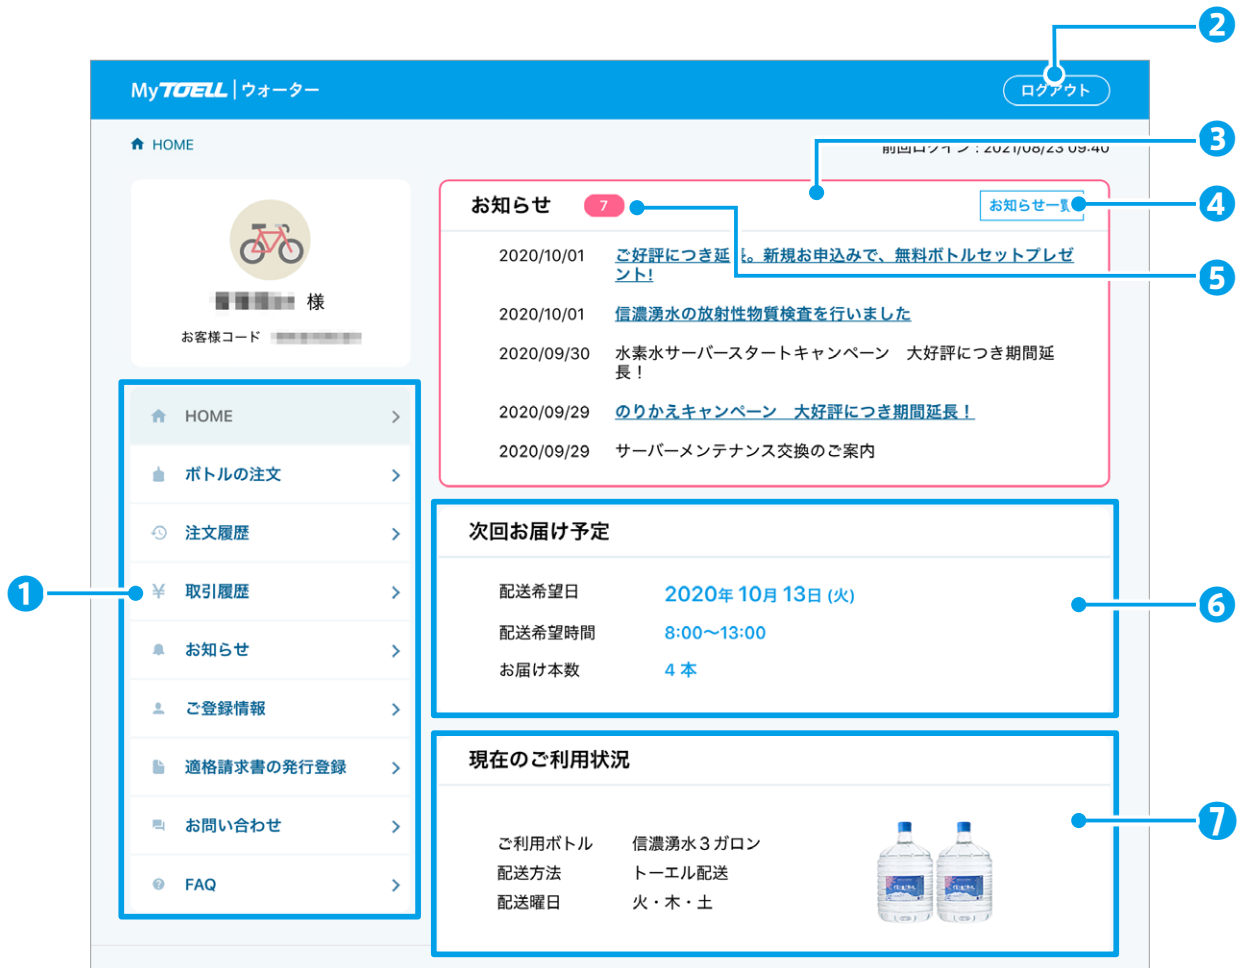 2
My TOELL | ウォーター
ログアウト
HOME
3
前回ログイン : 2021/08/23 09:40
お知らせ 7
お知らせ一覧
4
2020/10/01 ご好評につき延長。新規お申込みで、無料ボトルセットプレゼ
ント!
5
様
お客様コード
2020/10/01 信濃湧水の放射性物質検査を行いました
2020/09/30 水素水サーバースタートキャンペーン 大好評につき期間延
長!
2020/09/29 のりかえキャンペーン 大好評につき期間延長!
2020/09/29 サーバーメンテナンス交換のご案内
1
HOME
ボトルの注文
注文履歴
取引履歴
お知らせ
ご登録情報
適格請求書の発行登録
お問い合わせ
FAQ
次回お届け予定
配送希望日 2020年 10月 13日 (火)
6
配送希望時間 8:00〜13:00
お届け本数 4 本
現在のご利用状況
7
ご利用ボトル 信濃湧水3ガロン
配送方法 トーエル配送
配送曜日 火・木・土